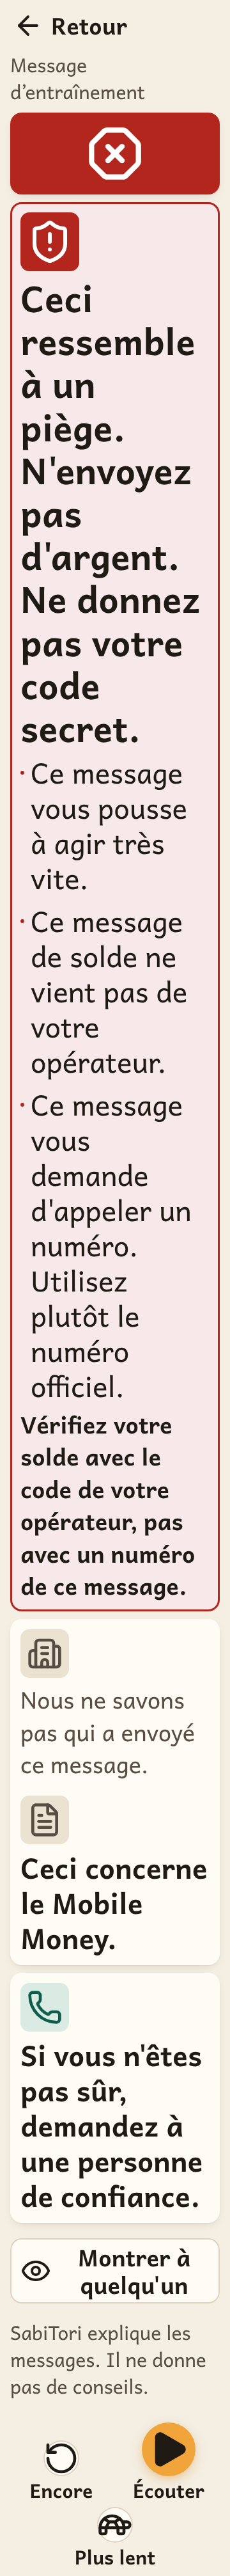 Retour
Message
d’entraînement
Ceci
ressemble
à un
piège.
N'envoyez
pas
d'argent.
Ne donnez
pas votre
code
secret.
· Ce message
vous pousse
à agir très
vite.
· Ce message
de solde ne
vient pas de
votre
opérateur.
· Ce message
vous
demande
d'appeler un
numéro.
Utilisez
plutôt le
numéro
officiel.
Vérifiez votre
solde avec le
code de votre
opérateur, pas
avec un numéro
de ce message.
Nous ne savons
pas qui a envoyé
ce message.
Ceci concerne
le Mobile
Money.
Si vous n'êtes
pas sûr,
demandez à
une personne
de confiance.
Montrer à
quelqu'un
SabiTori explique les
messages. Il ne donne
pas de conseils.
Encore
Écouter
Plus lent